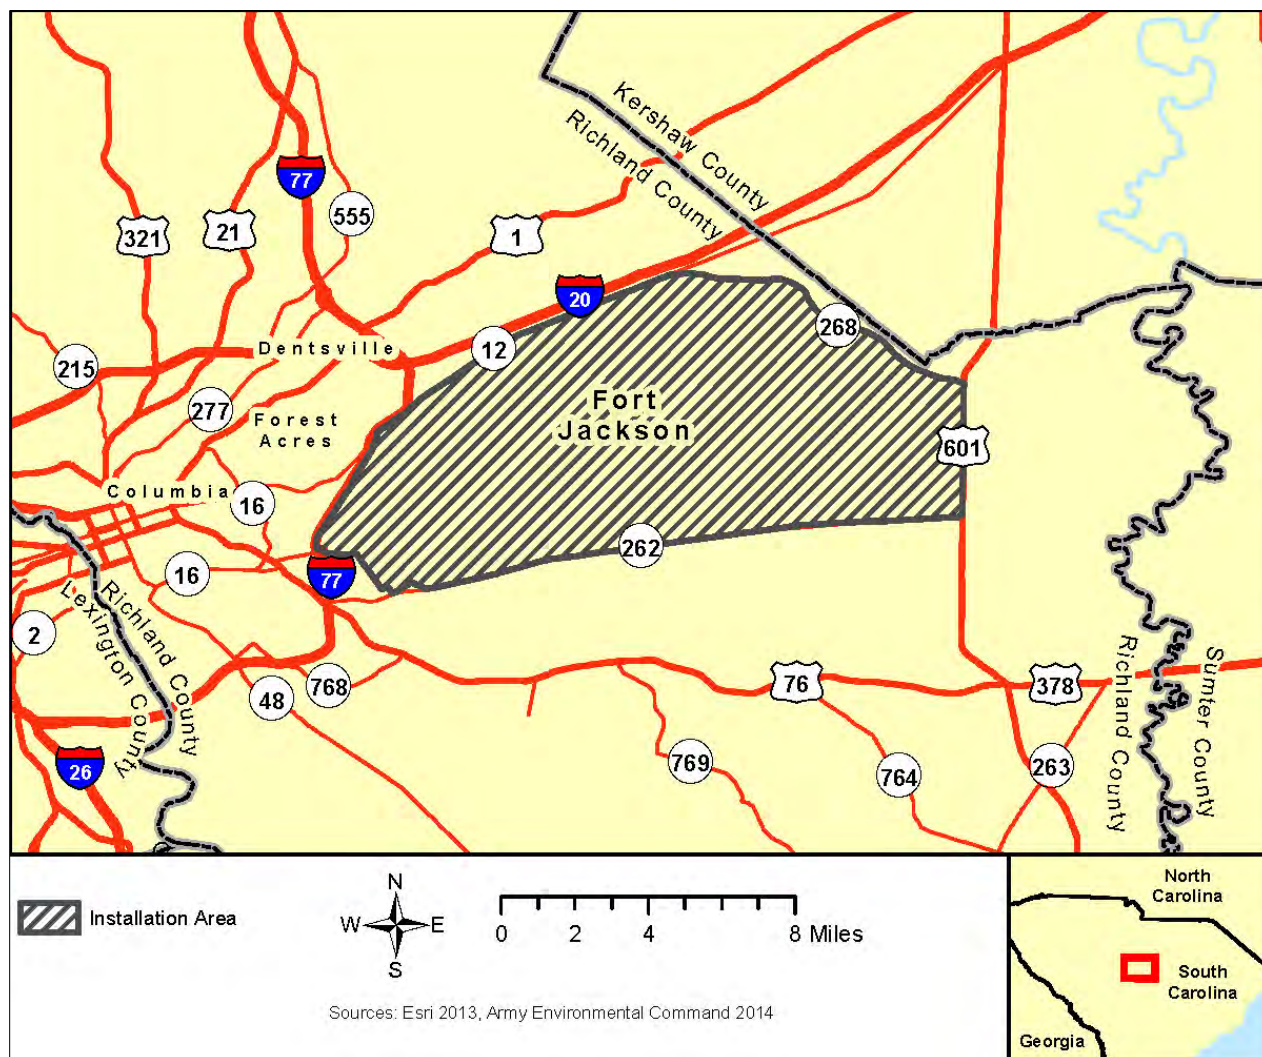 Kershaw County
Richland County
77
555
321
21
1
20
268
12
Dentsville
215
277
Fort
Jackson
Forest
Acres
601
Columbia
16
262
16
77
Richland County
Lexington County
2
768
48
76
378
Richland County
Sumter County
26
769
764
263
Installation Area
N
W E
S
0 2 4 8 Miles
Sources: Esri 2013, Army Environmental Command 2014
North
Carolina
South
Carolina
Georgia